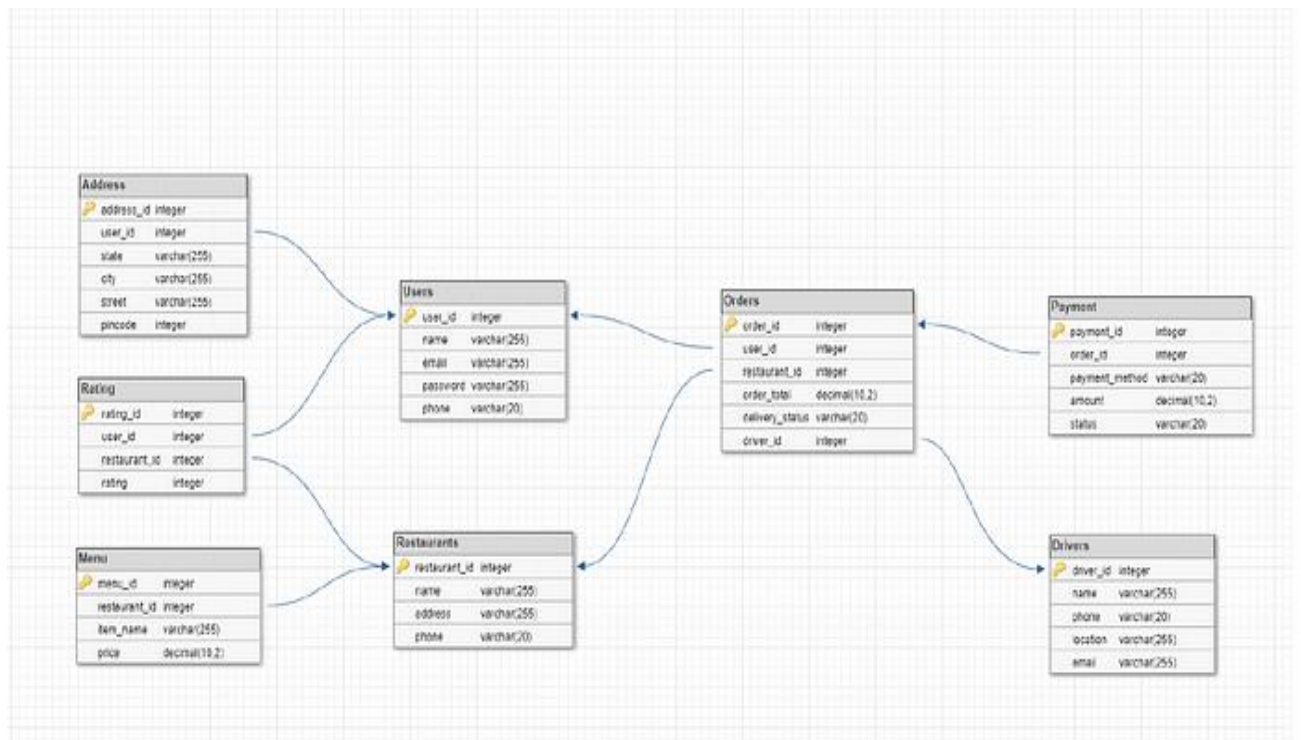 Address
address_id integer
user_id integer
state varchar(255)
city varchar(255)
street varchar(255)
pincode integer
Rating
rating_id integer
user_id integer
restaurant_id integer
rating integer
Menu
menu_id integer
restaurant_id integer
item_name varchar(255)
price decimal(10,2)
Users
user_id integer
name varchar(255)
email varchar(255)
password varchar(255)
phone varchar(20)
Restaurants
restaurant_id integer
name varchar(255)
address varchar(255)
phone varchar(20)
Orders
order_id integer
user_id integer
restaurant_id integer
order_total decimal(10,2)
delivery_status varchar(20)
driver_id integer
Payment
payment_id integer
order_id integer
payment_method varchar(20)
amount decimal(10,2)
status varchar(20)
Drivers
driver_id integer
name varchar(255)
phone varchar(20)
location varchar(255)
email varchar(255)